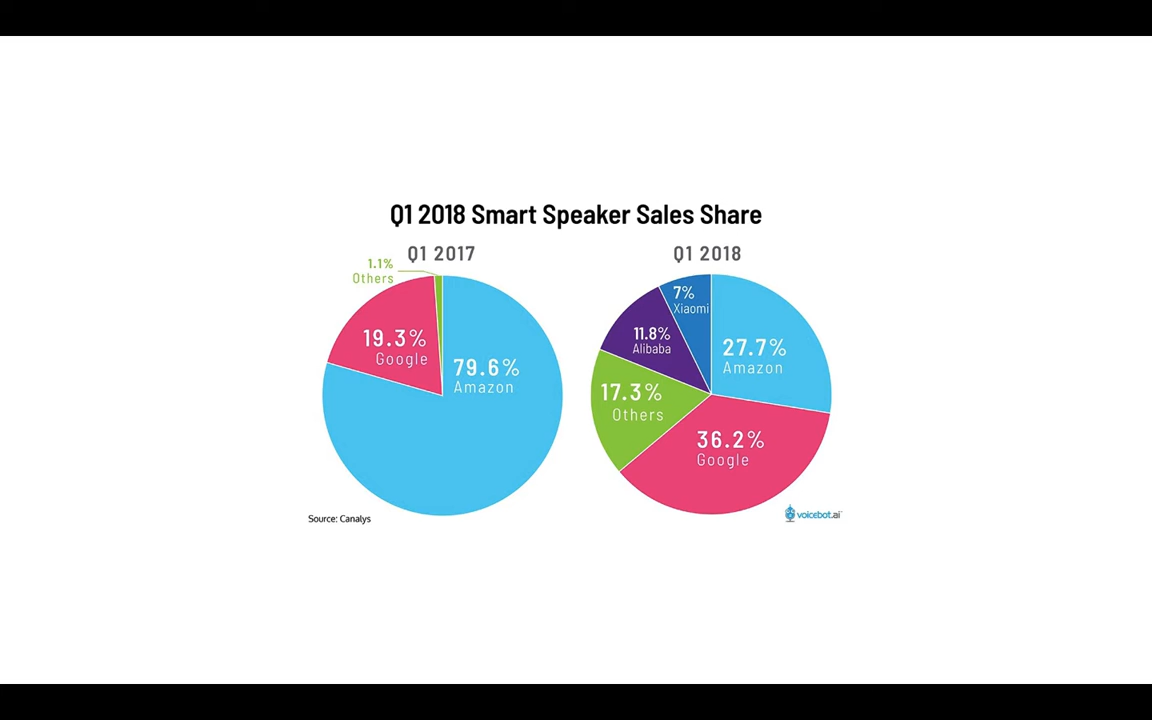 Q1 2018 Smart Speaker Sales Share
Q1 2017
1.1%
Others
19.3%
Google
79.6%
Amazon
Q1 2018
7%
Xiaomi
11.8%
Alibaba
27.7%
Amazon
17.3%
Others
36.2%
Google
Source: Canalys
voicebot.ai